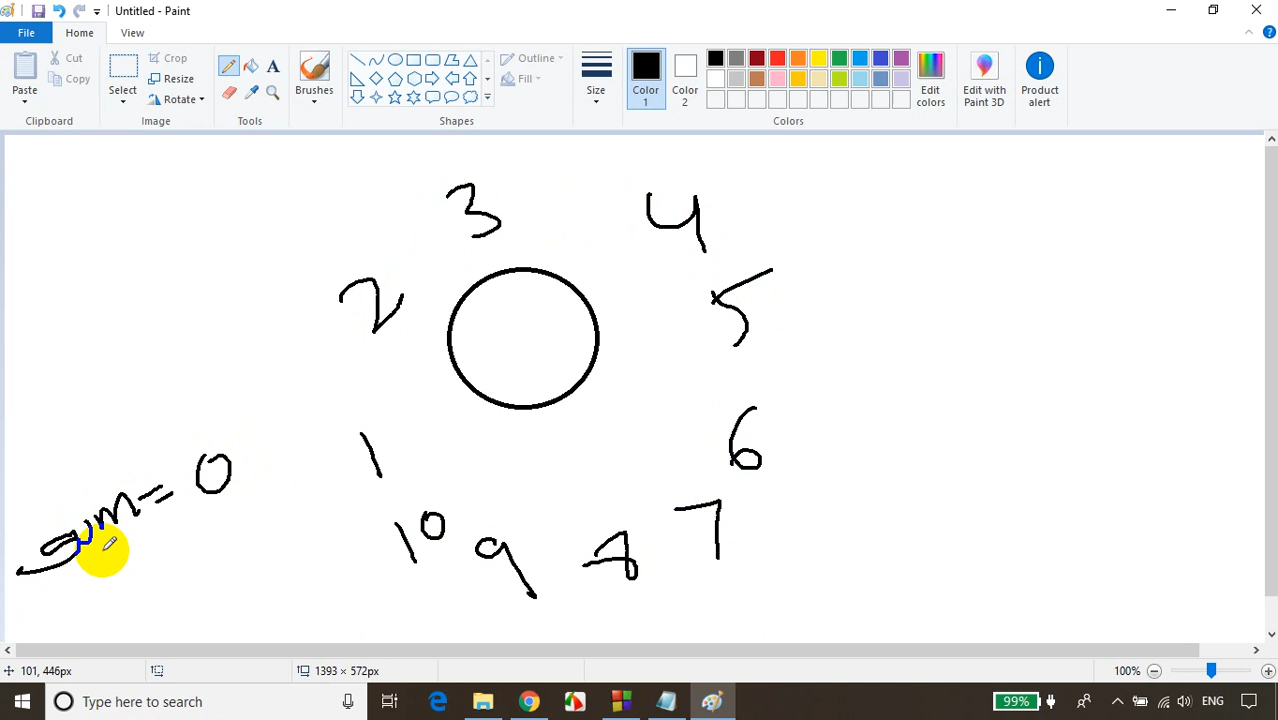 Untitled - Paint
File
Home
View
Paste
Cut
Copy
Clipboard
Select
Crop
Resize
Rotate
Image
Tools
Brushes
Outline
Fill
Shapes
Size
Color 1
Color 2
Edit colors
Colors
Edit with Paint 3D
Product alert
3
4
2
5
1
6
sum = 0
10
9
8
7
101, 446px
1393 × 572px
100%
Type here to search
99%
ENG